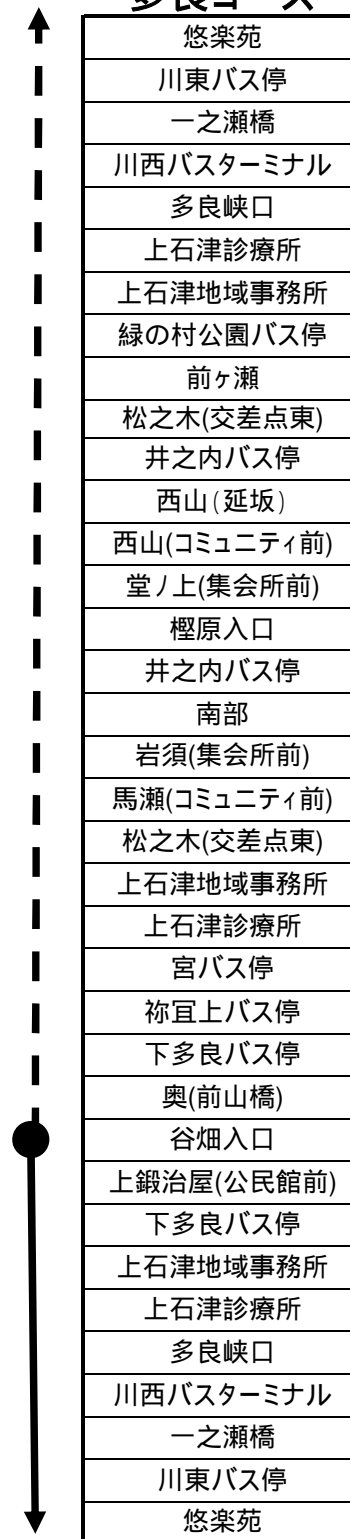 多良コース
悠楽苑
川東バス停
一之瀬橋
川西バスターミナル
多良峡口
上石津診療所
上石津地域事務所
緑の村公園バス停
前ヶ瀬
松之木(交差点東)
井之内バス停
西山(延坂)
西山(コミュニティ前)
堂ノ上(集会所前)
樫原入口
井之内バス停
南部
岩須(集会所前)
馬瀬(コミュニティ前)
松之木(交差点東)
上石津地域事務所
上石津診療所
宮バス停
祢冝上バス停
下多良バス停
奥(前山橋)
谷畑入口
上鍛治屋(公民館前)
下多良バス停
上石津地域事務所
上石津診療所
多良峡口
川西バスターミナル
一之瀬橋
川東バス停
悠楽苑